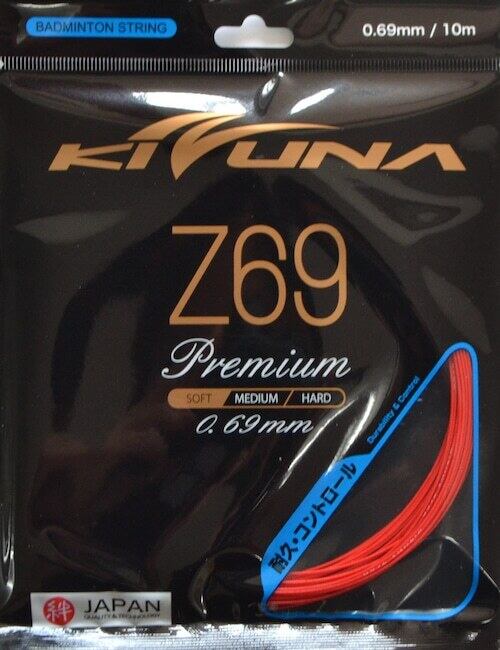 BADMINTON STRING
0.69mm / 10m
KIZUNA
Z69
Premium
SOFT / MEDIUM / HARD
0.69mm
Durability & Control
耐久・コントロール
絆 JAPAN
QUALITY & TECHNOLOGY